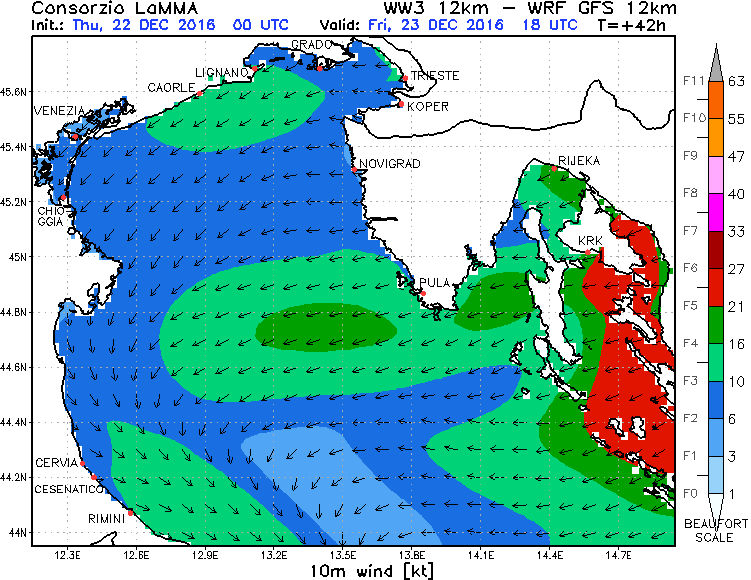 Consorzio LaMMA WW3 12km – WRF GFS 12km
Init.: Thu, 22 DEC 2016 00 UTC Valid: Fri, 23 DEC 2016 18 UTC T=+42h
GRADO
LIGNANO
TRIESTE
CAORLE
KOPER
VENEZIA
NOVIGRAD
RIJEKA
CHIO-
GGIA
KRK
PULA
CERVIA
CESENATICO
RIMINI
45.6N
45.4N
45.2N
45N
44.8N
44.6N
44.4N
44.2N
44N
12.3E 12.6E 12.9E 13.2E 13.5E 13.8E 14.1E 14.4E 14.7E
10m wind [kt]
F11 63
F10 55
F9 47
F8 40
F7 33
F6 27
F5 21
F4 16
F3 10
F2 6
F1 3
F0 1
BEAUFORT
SCALE